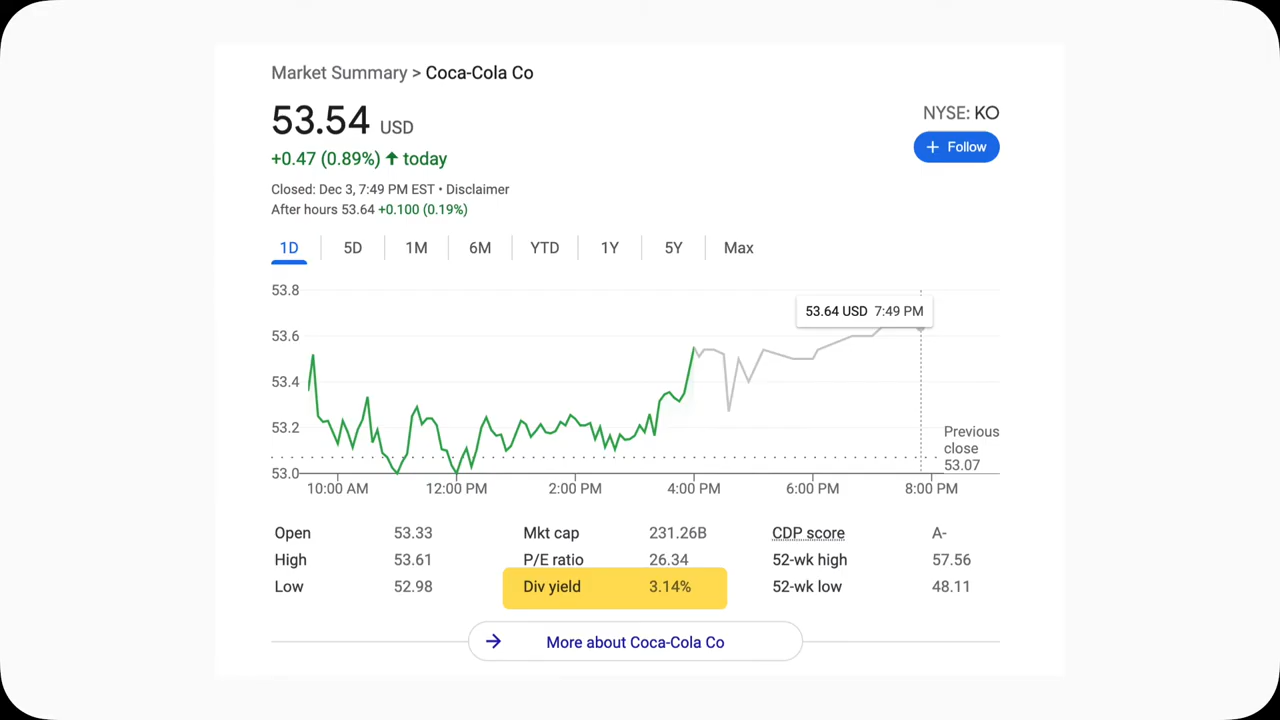 Market Summary > Coca-Cola Co
53.54 USD
NYSE: KO
+0.47 (0.89%) ↑ today
+ Follow
Closed: Dec 3, 7:49 PM EST • Disclaimer
After hours 53.64 +0.100 (0.19%)
1D 5D 1M 6M YTD 1Y 5Y Max
53.8
53.64 USD 7:49 PM
53.6
53.4
53.2
Previous
close
53.07
53.0
10:00 AM 12:00 PM 2:00 PM 4:00 PM 6:00 PM 8:00 PM
Open 53.33 Mkt cap 231.26B CDP score A-
High 53.61 P/E ratio 26.34 52-wk high 57.56
Low 52.98 Div yield 3.14% 52-wk low 48.11
→ More about Coca-Cola Co